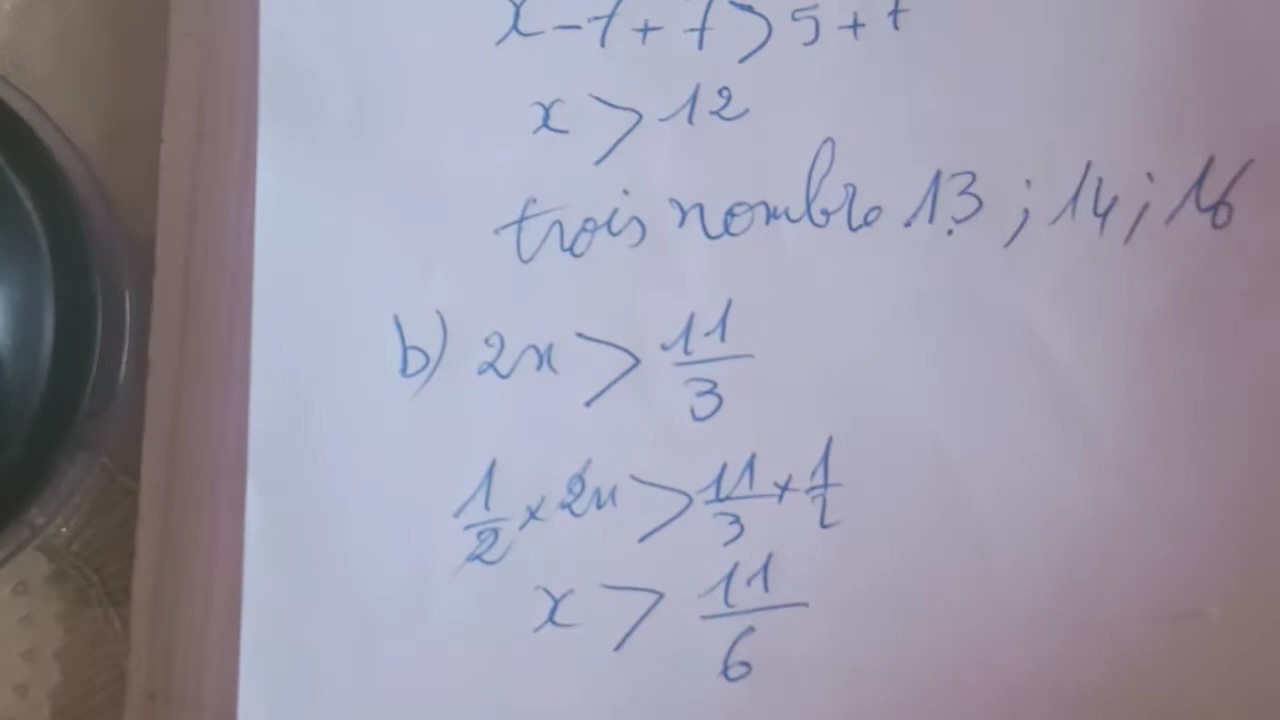 x - 7 + 7 > 5 + 7
x > 12
trois nombre 13 ; 14 ; 16
b) 2x > 11/3
1/2 × 2x > 11/3 × 1/2
x > 11/6